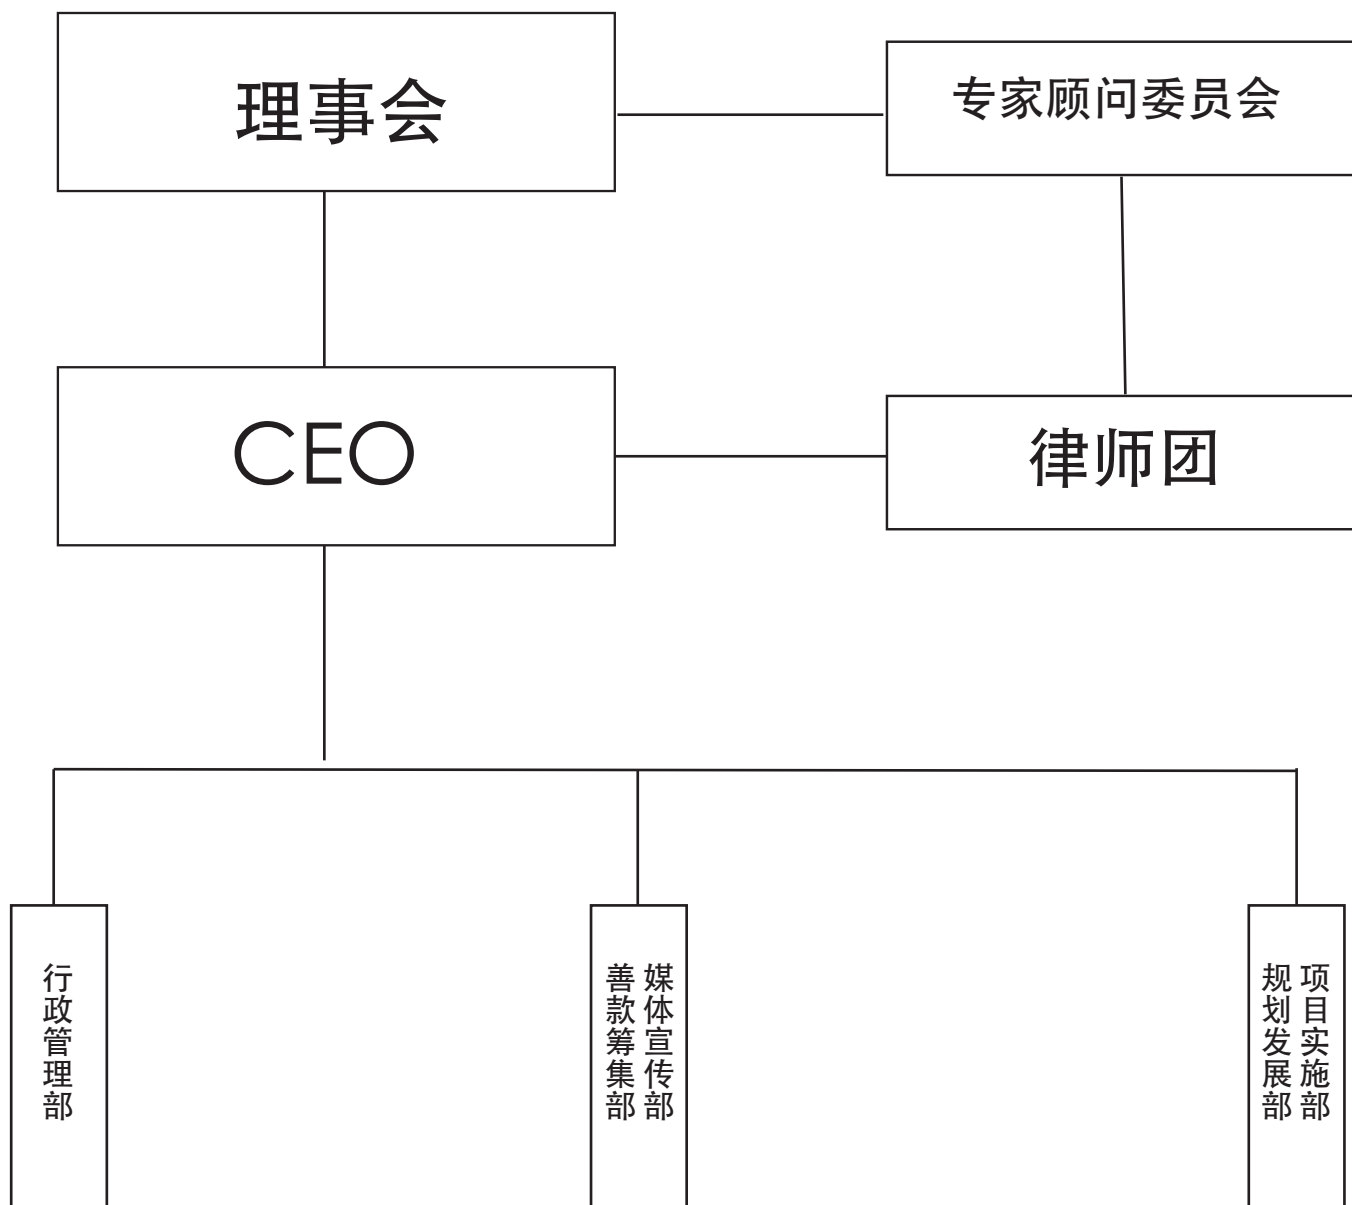 理事会
专家顾问委员会
CEO
律师团
行政管理部
媒体宣传部
善款筹集部
项目实施部
规划发展部